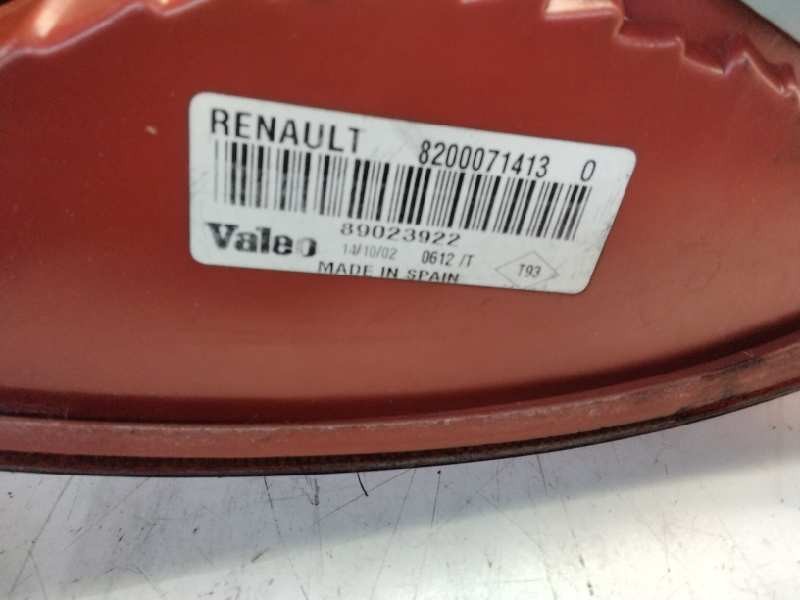 RENAULT 8200071413 0
89023922
Valeo 14/10/02 0612 /T T93
MADE IN SPAIN